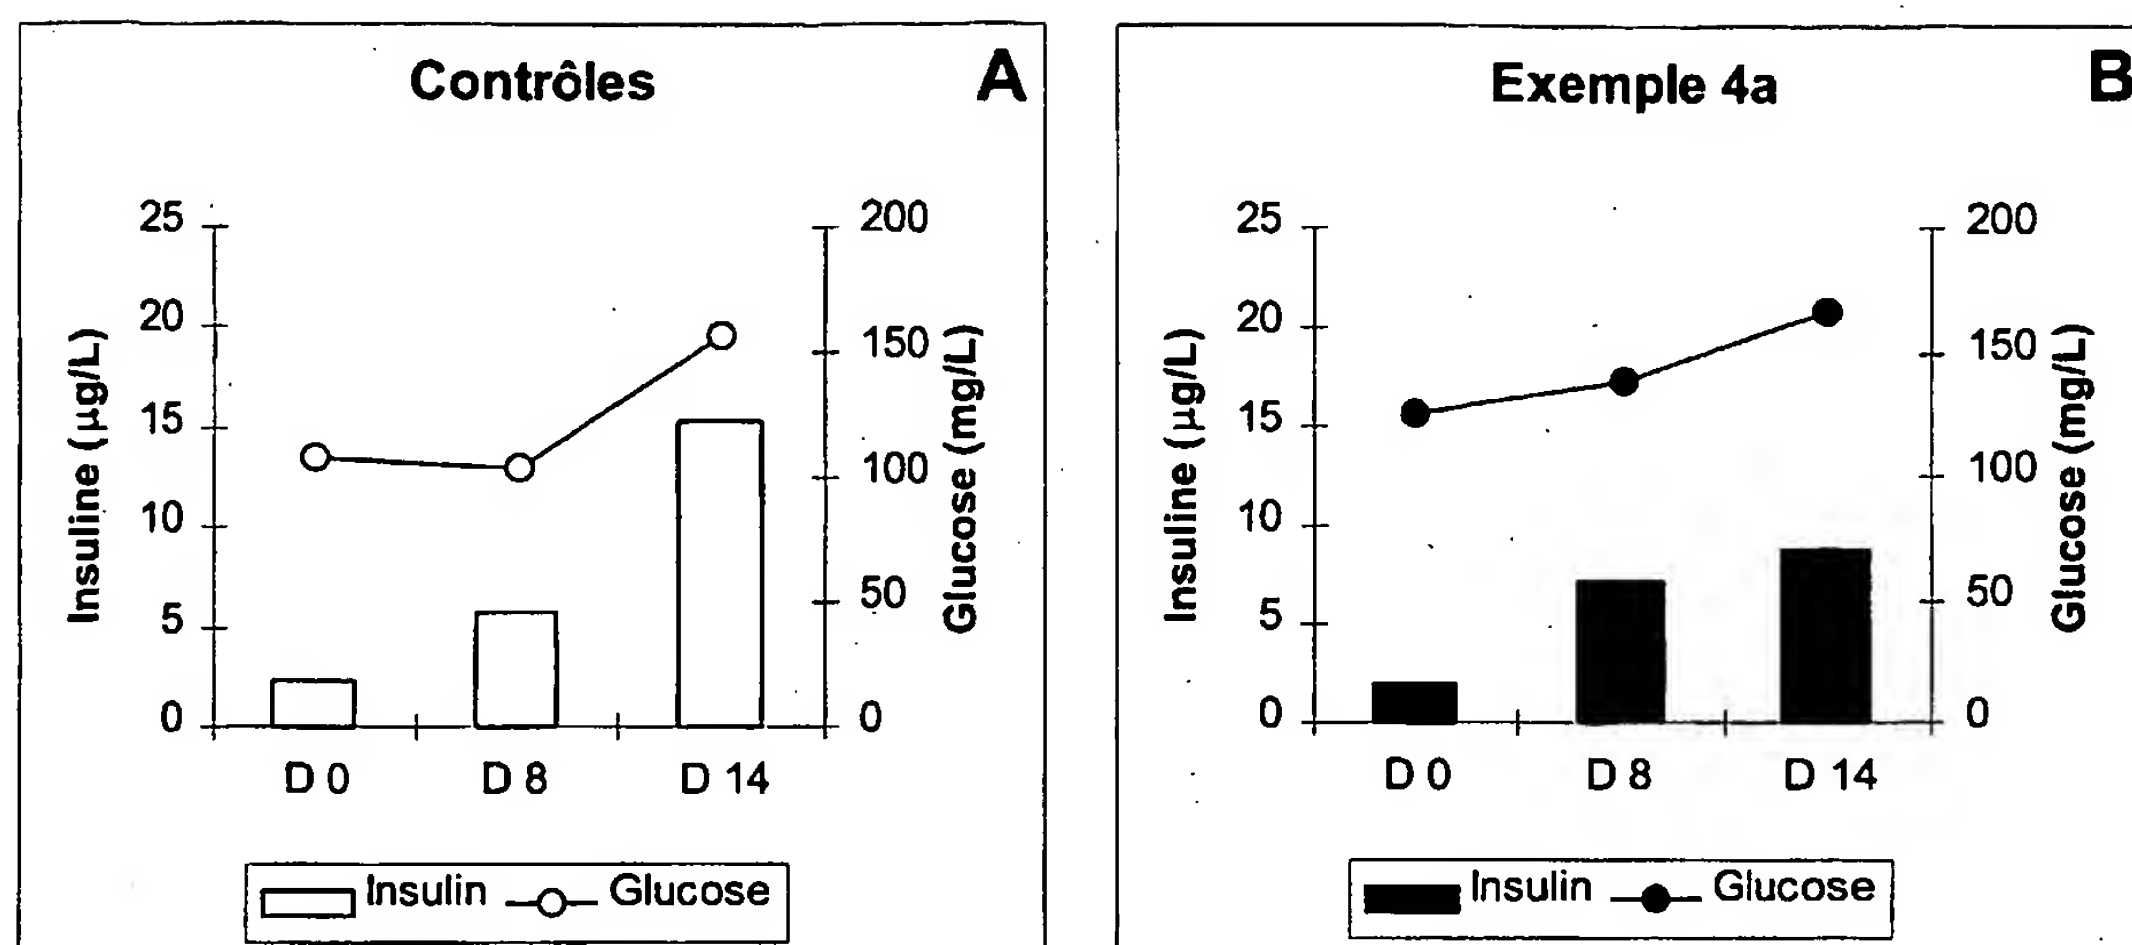 Contrôles
A
25
20
15
10
5
0
Insuline (µg/L)
200
150
100
50
0
Glucose (mg/L)
D 0 D 8 D 14
Insulin Glucose
Exemple 4a
B
25
20
15
10
5
0
Insuline (µg/L)
200
150
100
50
0
Glucose (mg/L)
D 0 D 8 D 14
Insulin Glucose